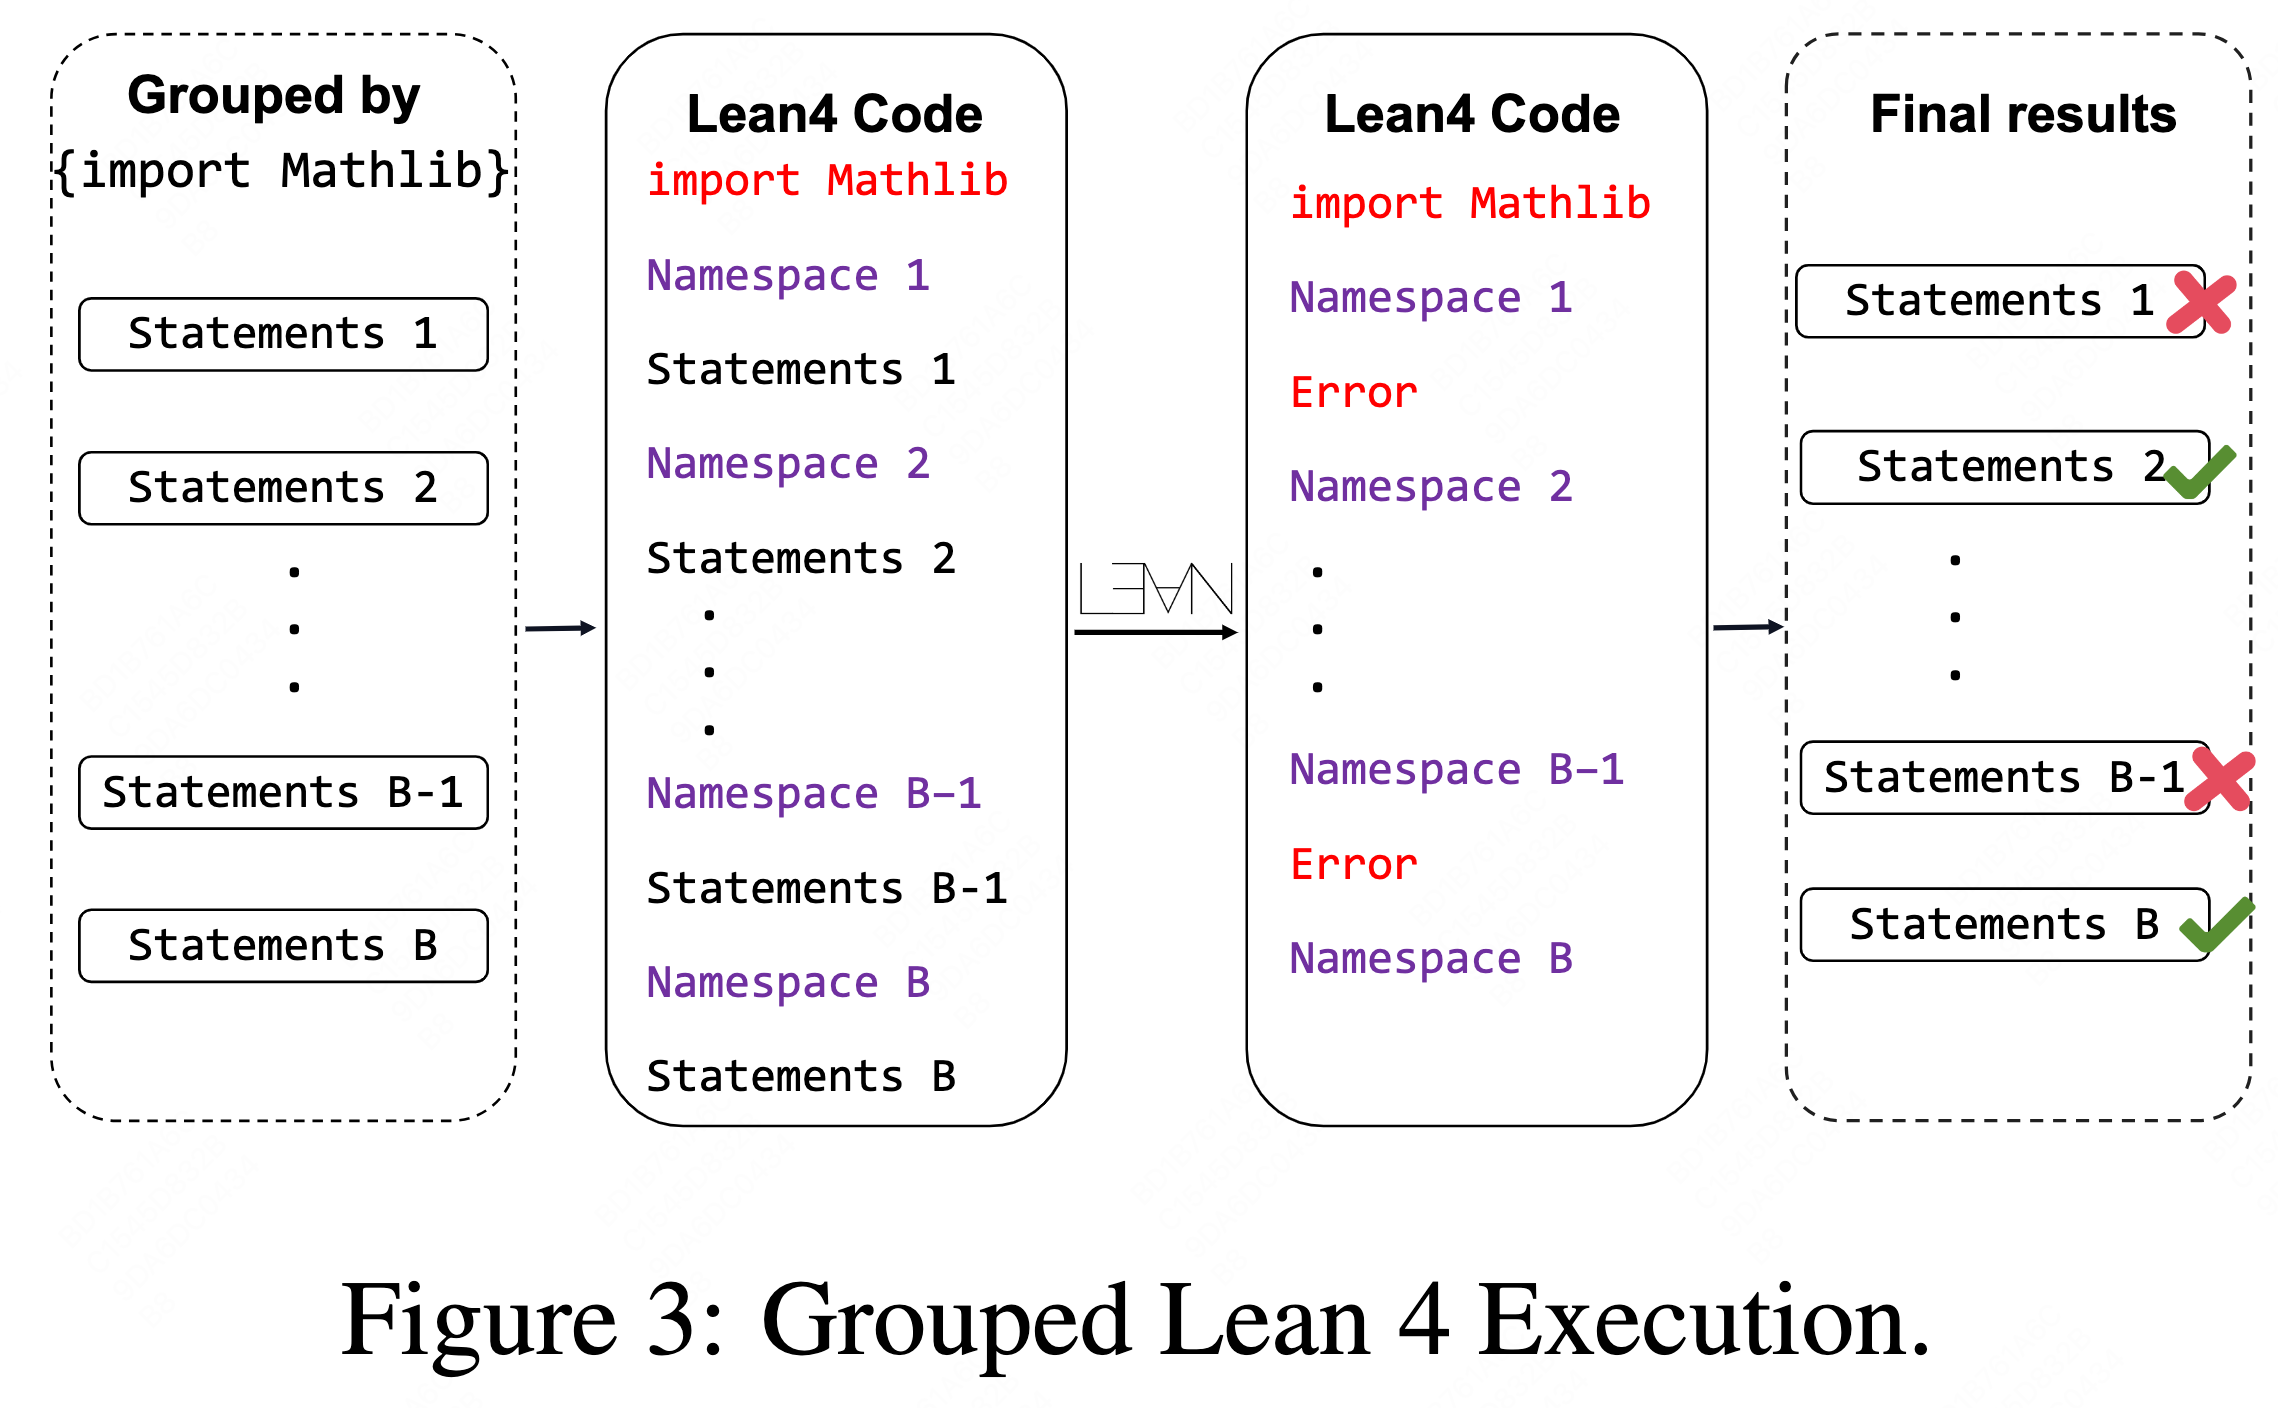 Grouped by
{import Mathlib}
Statements 1
Statements 2
.
.
.
Statements B-1
Statements B
Lean4 Code
import Mathlib
Namespace 1
Statements 1
Namespace 2
Statements 2
.
.
.
Namespace B–1
Statements B-1
Namespace B
Statements B
LEAN
Lean4 Code
import Mathlib
Namespace 1
Error
Namespace 2
.
.
.
Namespace B–1
Error
Namespace B
Final results
Statements 1
Statements 2
.
.
.
Statements B-1
Statements B
Figure 3: Grouped Lean 4 Execution.